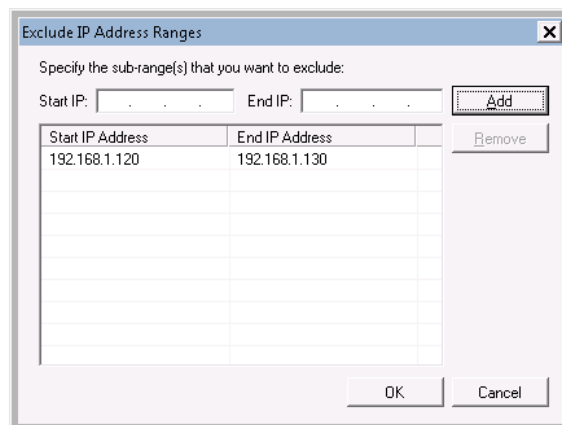 Exclude IP Address Ranges
Specify the sub-range(s) that you want to exclude:
Start IP: . . . End IP: . . . Add
Start IP Address End IP Address Remove
192.168.1.120 192.168.1.130
OK Cancel